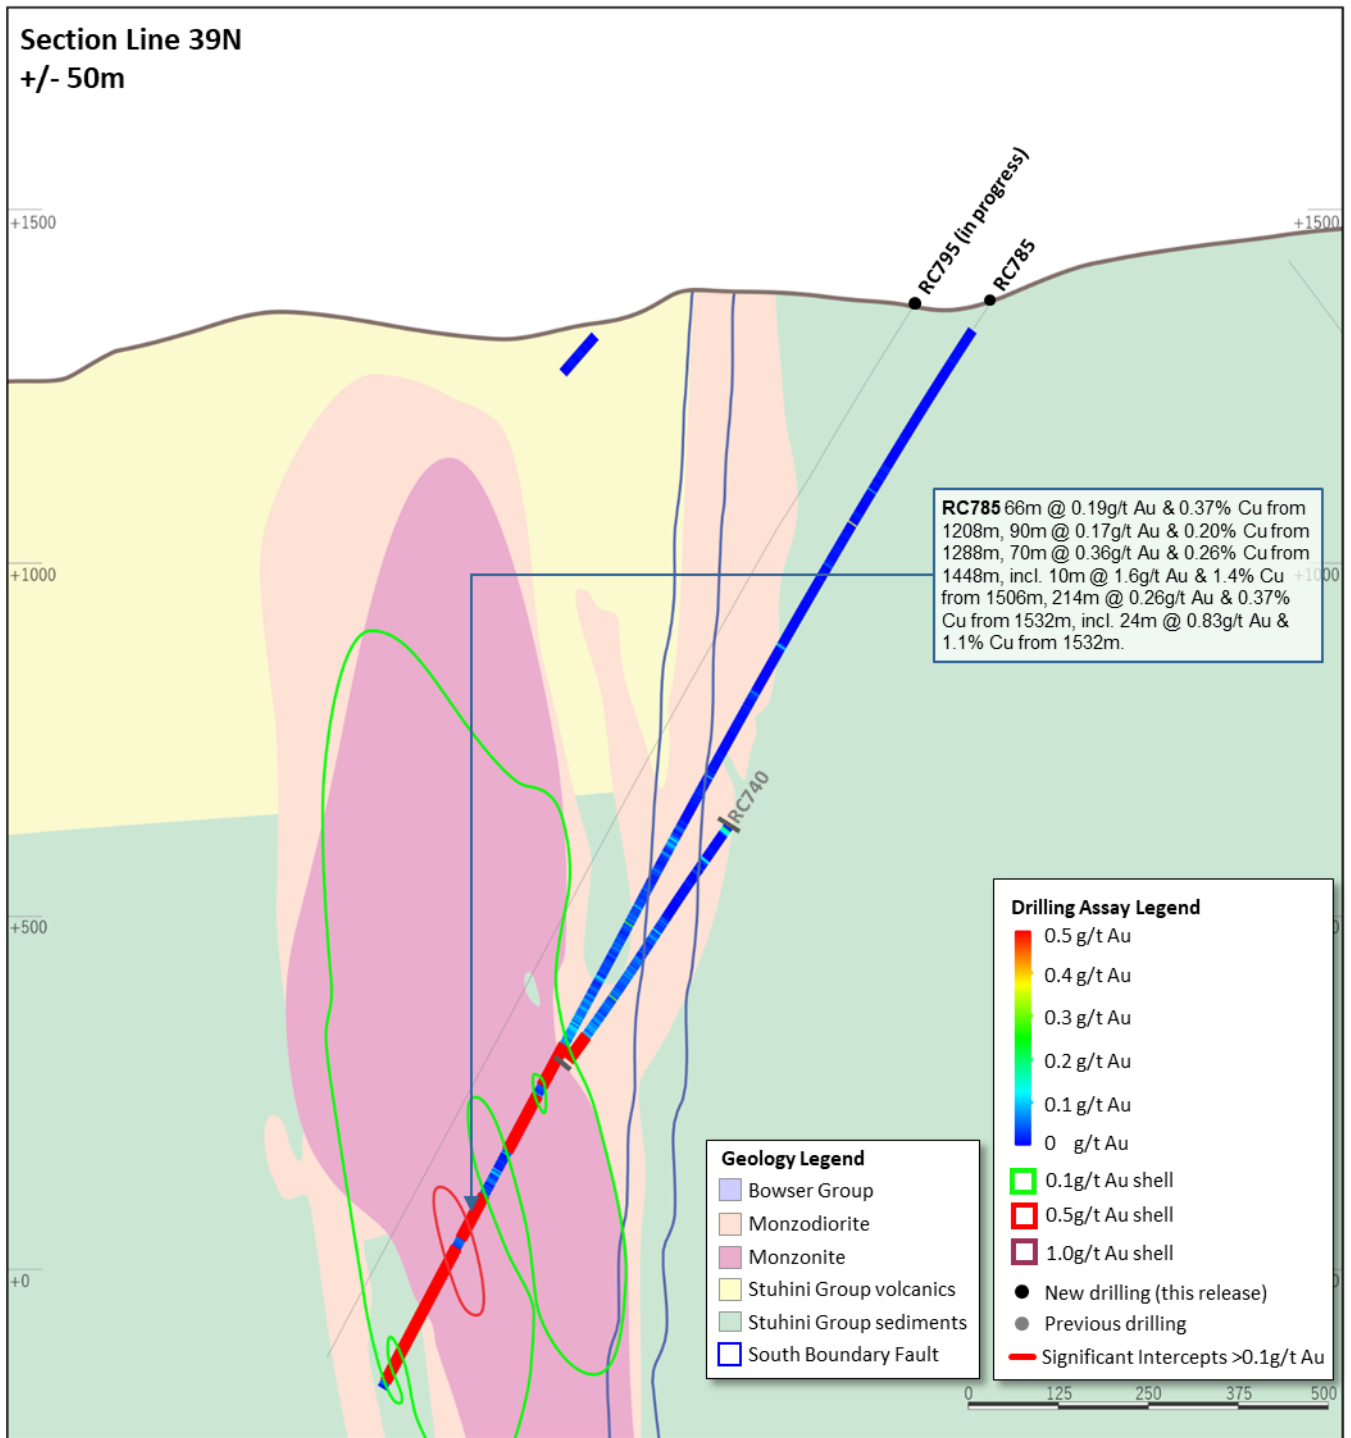 Section Line 39N
+/- 50m
RC795 (in progress)
RC785
+1500
+1500
RC785 66m @ 0.19g/t Au & 0.37% Cu from
1208m, 90m @ 0.17g/t Au & 0.20% Cu from
1288m, 70m @ 0.36g/t Au & 0.26% Cu from
1448m, incl. 10m @ 1.6g/t Au & 1.4% Cu
from 1506m, 214m @ 0.26g/t Au & 0.37%
Cu from 1532m, incl. 24m @ 0.83g/t Au &
1.1% Cu from 1532m.
+1000
+1000
RC740
+500
Drilling Assay Legend
0.5 g/t Au
0.4 g/t Au
0.3 g/t Au
0.2 g/t Au
0.1 g/t Au
0 g/t Au
0.1g/t Au shell
0.5g/t Au shell
1.0g/t Au shell
New drilling (this release)
Previous drilling
Significant Intercepts >0.1g/t Au
Geology Legend
Bowser Group
Monzodiorite
Monzonite
Stuhini Group volcanics
Stuhini Group sediments
South Boundary Fault
+0
0 125 250 375 500